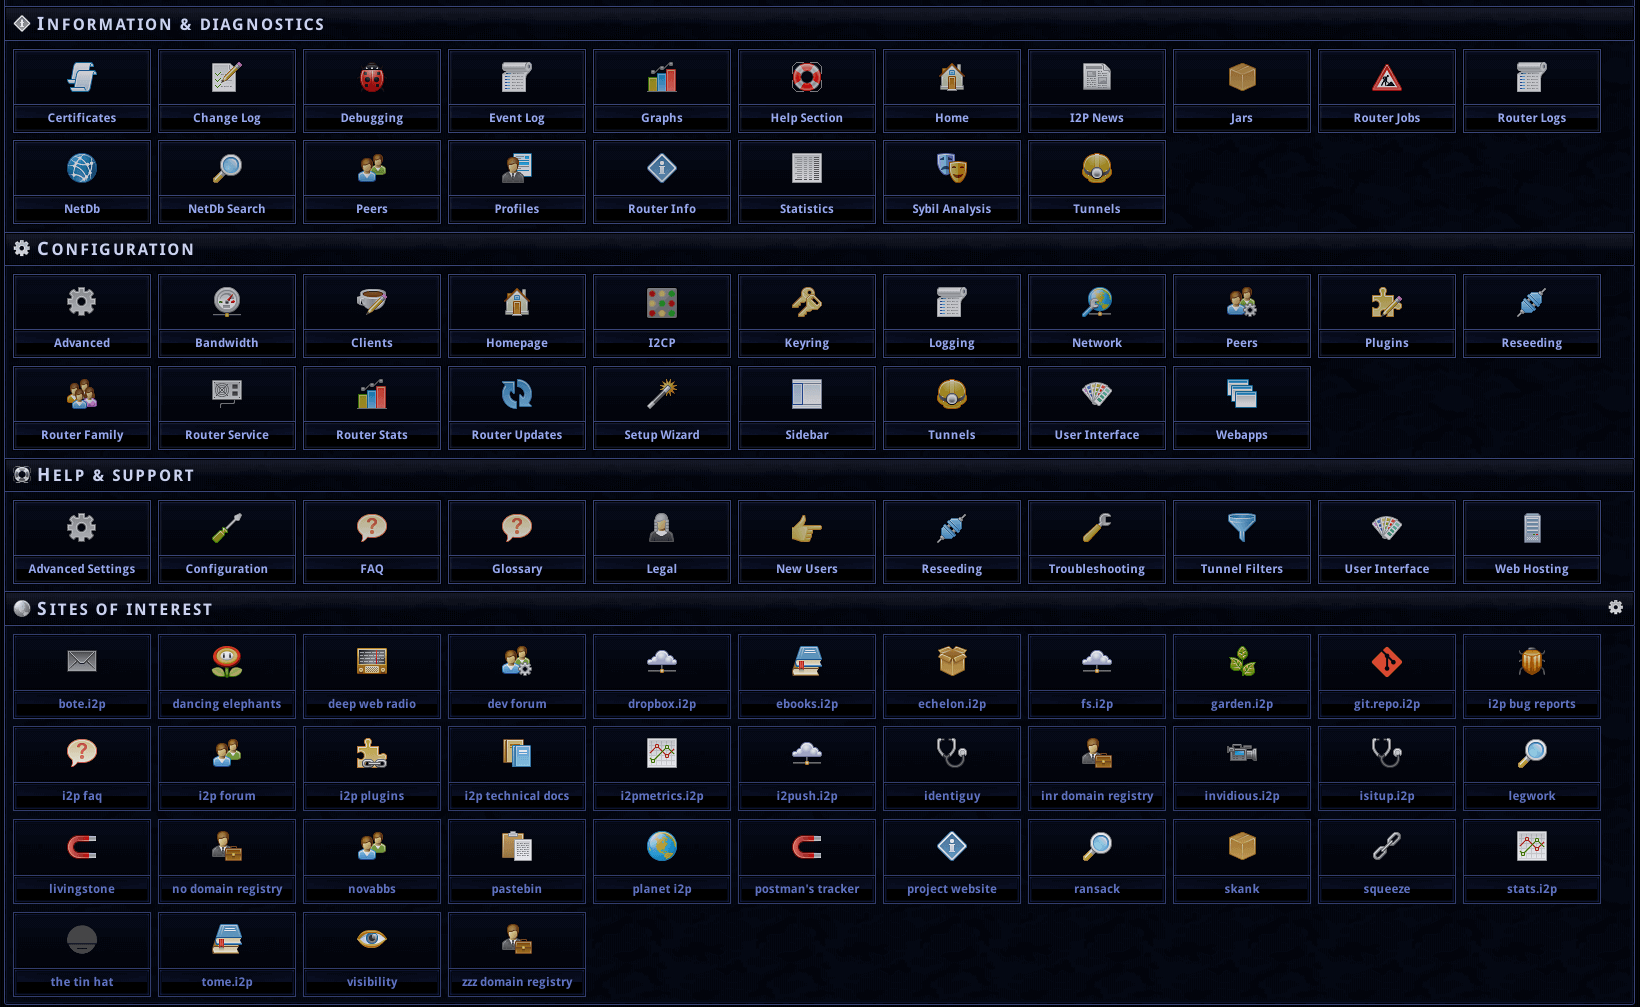 INFORMATION & DIAGNOSTICS
Certificates Change Log Debugging Event Log Graphs Help Section Home I2P News Jars Router Jobs Router Logs
NetDb NetDb Search Peers Profiles Router Info Statistics Sybil Analysis Tunnels
CONFIGURATION
Advanced Bandwidth Clients Homepage I2CP Keyring Logging Network Peers Plugins Reseeding
Router Family Router Service Router Stats Router Updates Setup Wizard Sidebar Tunnels User Interface Webapps
HELP & SUPPORT
Advanced Settings Configuration FAQ Glossary Legal New Users Reseeding Troubleshooting Tunnel Filters User Interface Web Hosting
SITES OF INTEREST
bote.i2p dancing elephants deep web radio dev forum dropbox.i2p ebooks.i2p echelon.i2p fs.i2p garden.i2p git.repo.i2p i2p bug reports
i2p faq i2p forum i2p plugins i2p technical docs i2pmetrics.i2p i2push.i2p identiguy inr domain registry invidious.i2p isitup.i2p legwork
livingstone no domain registry novabbs pastebin planet i2p postman's tracker project website ransack skank squeeze stats.i2p
the tin hat tome.i2p visibility zzz domain registry